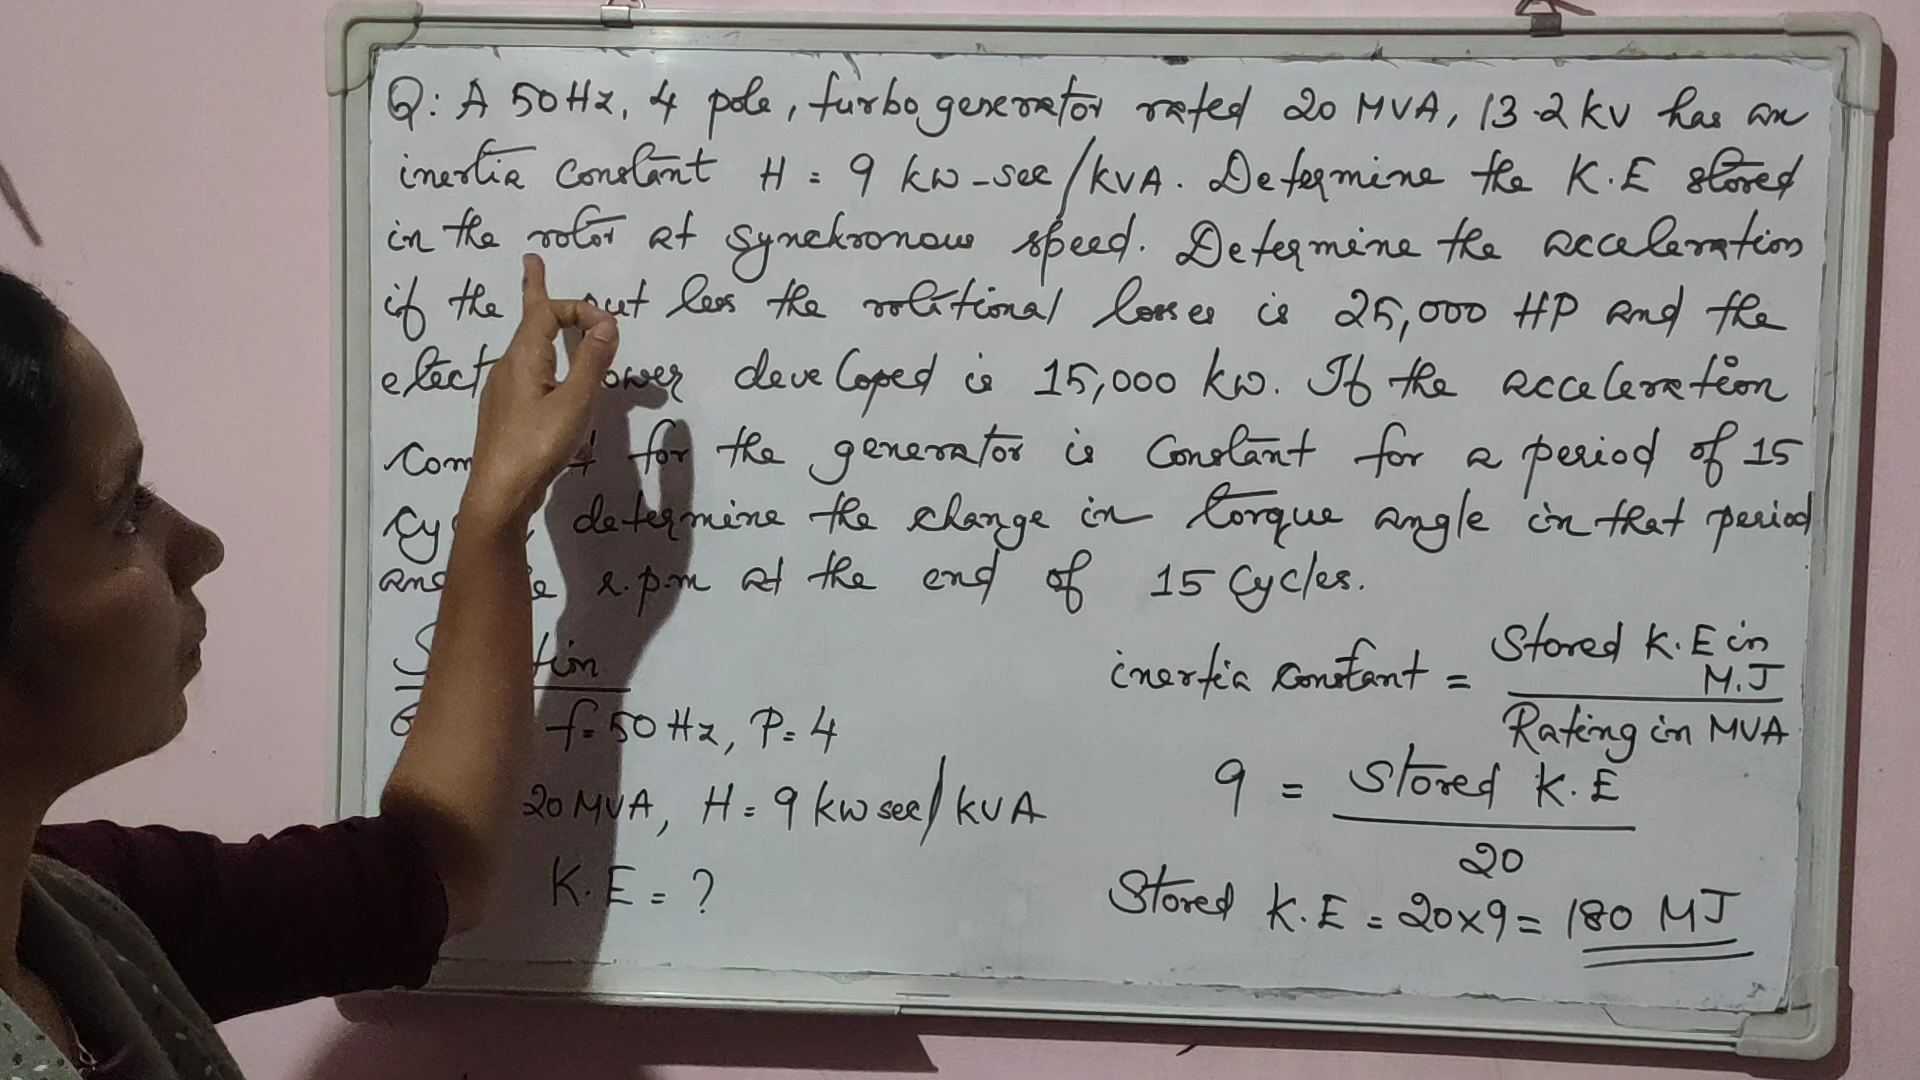 Q: A 50Hz, 4 pole, turbo generator rated 20 MVA, 13.2 kV has an
inertia constant H = 9 kw-sec/kVA. Determine the K.E stored
in the rotor at synchronous speed. Determine the acceleration
if the less the rotational losses is 25,000 HP and the
developed is 15,000 kw. If the acceleration
for the generator is constant for a period of 15
determine the change in torque angle in that period
r.p.m at the end of 15 cycles.
inertia constant = Stored K.E in M.J / Rating in MVA
f = 50 Hz, P = 4
9 = Stored K.E / 20
20 MVA, H = 9 kw sec/kVA
K.E = ?
Stored K.E = 20x9 = 180 MJ